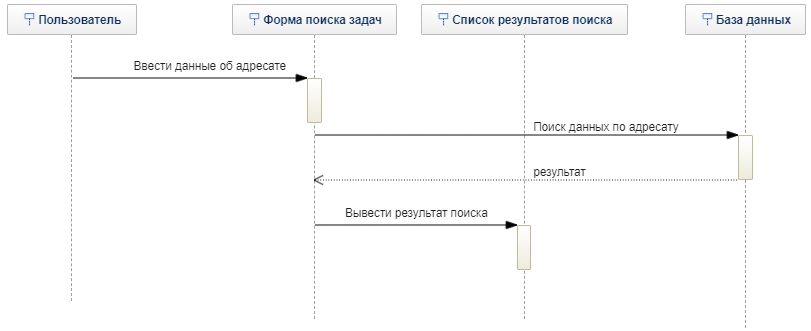 Пользователь
Форма поиска задач
Список результатов поиска
База данных
Ввести данные об адресате
Поиск данных по адресату
результат
Вывести результат поиска